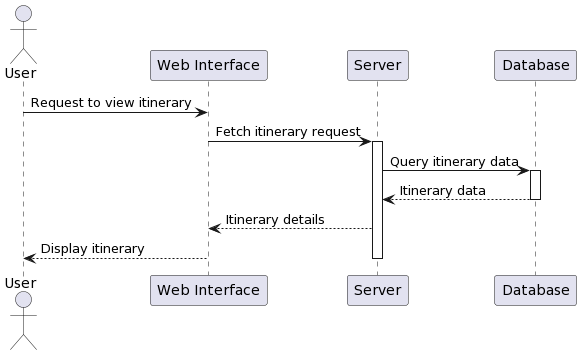 User
Web Interface
Server
Database
Request to view itinerary
Fetch itinerary request
Query itinerary data
Itinerary data
Itinerary details
Display itinerary
User
Web Interface
Server
Database